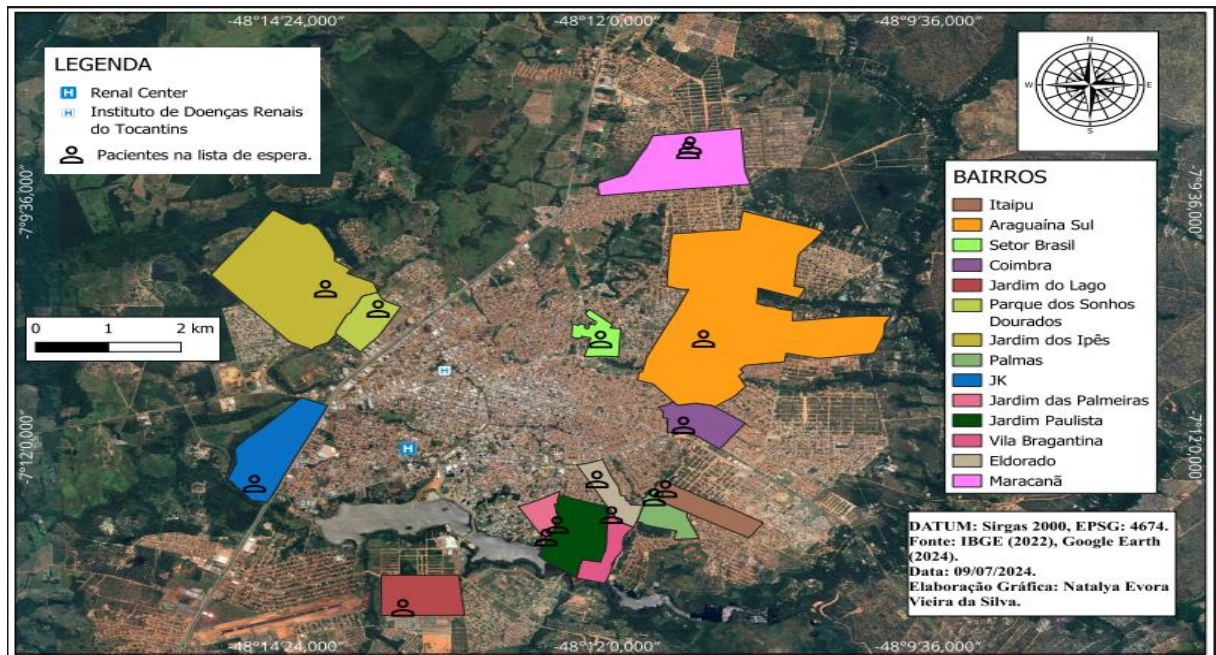 -48°14'24,000"
-48°12'0,000"
-48°9'36,000"
LEGENDA
H Renal Center
H Instituto de Doenças Renais
do Tocantins
Pacientes na lista de espera.
N
W
E
S
-7°9'36,000"
-7°9'36,000"
BAIRROS
Itaipu
Araguaína Sul
Setor Brasil
Coimbra
Jardim do Lago
Parque dos Sonhos
Dourados
Jardim dos Ipês
Palmas
JK
Jardim das Palmeiras
Jardim Paulista
Vila Bragantina
Eldorado
Maracanã
0 1 2 km
H
H
-7°12'0,000"
-7°12'0,000"
DATUM: Sirgas 2000, EPSG: 4674.
Fonte: IBGE (2022), Google Earth
(2024).
Data: 09/07/2024.
Elaboração Gráfica: Natalya Evora
Vieira da Silva.
-48°14'24,000"
-48°12'0,000"
-48°9'36,000"